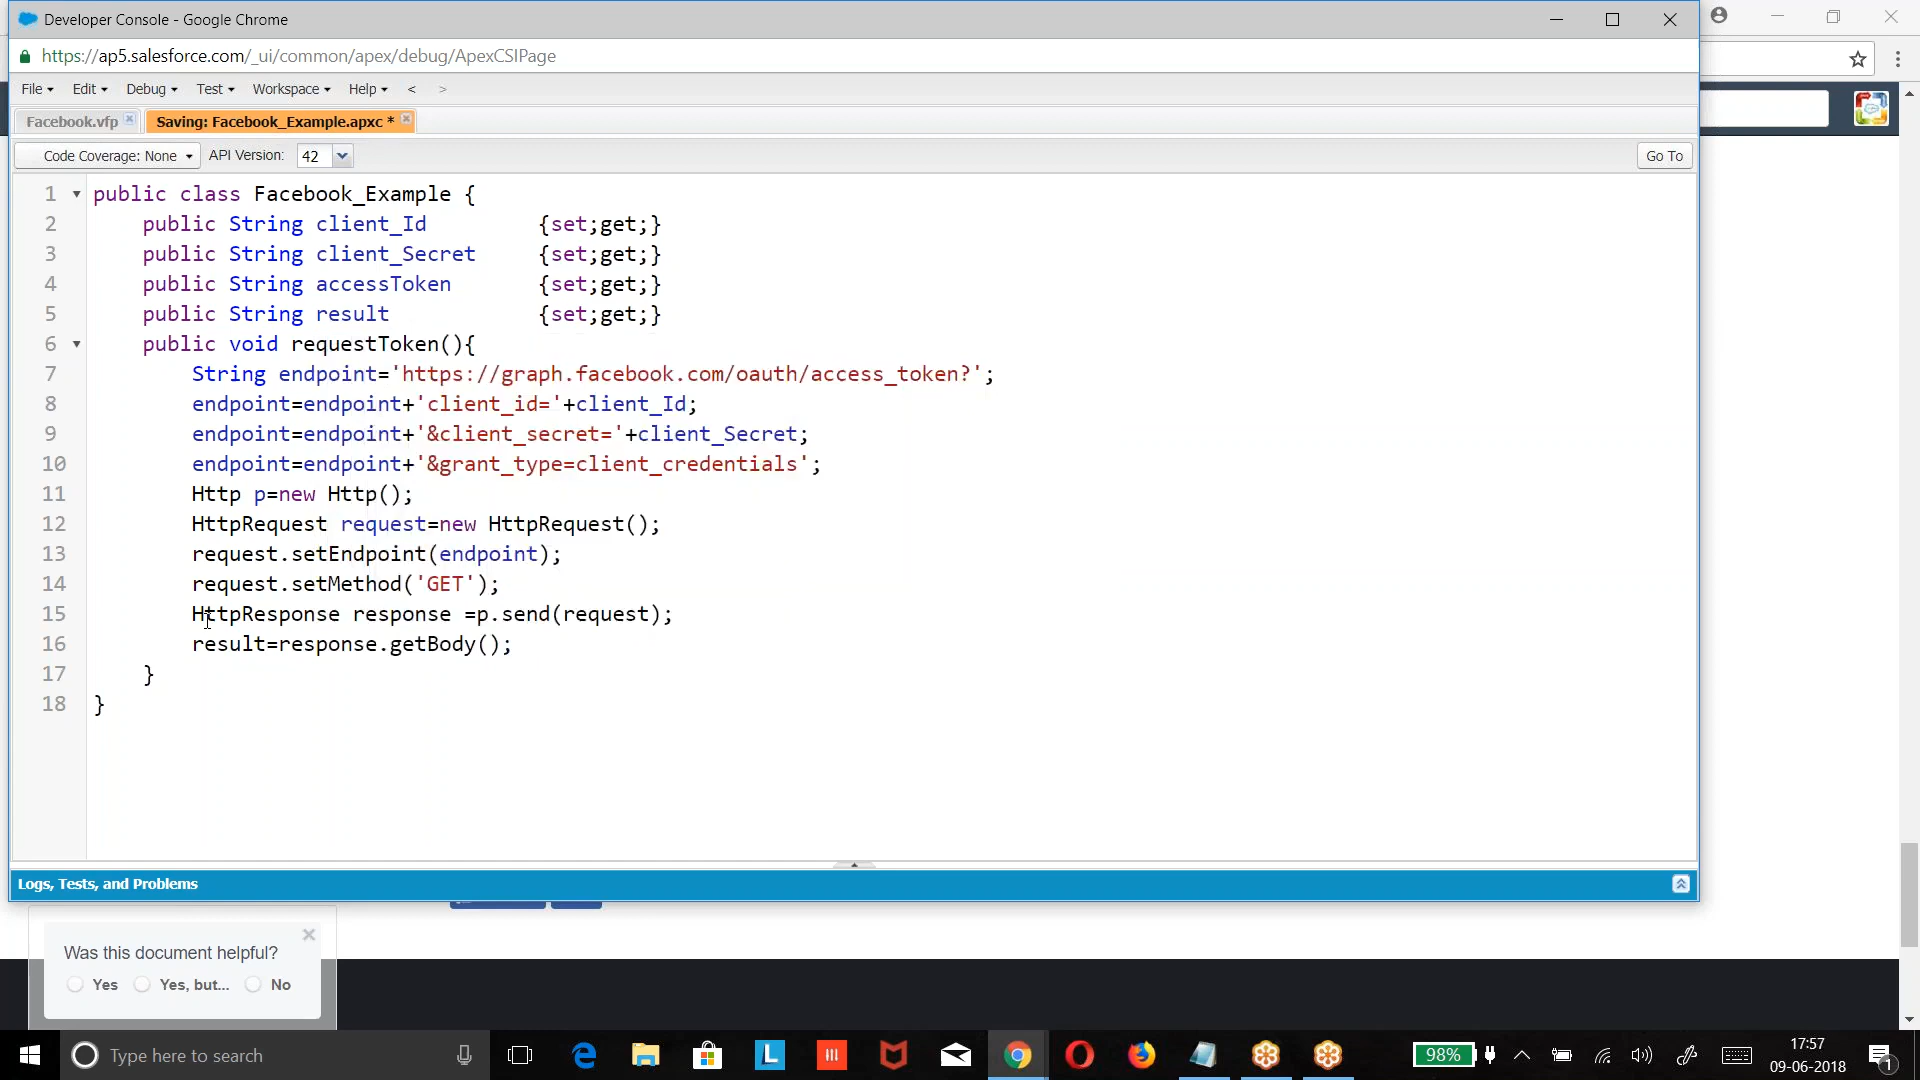 Developer Console - Google Chrome
https://ap5.salesforce.com/_ui/common/apex/debug/ApexCSIPage
File Edit Debug Test Workspace Help < >
Facebook.vfp Saving: Facebook_Example.apxc *
Code Coverage: None API Version: 42 Go To
1 public class Facebook_Example {
2 public String client_Id {set;get;}
3 public String client_Secret {set;get;}
4 public String accessToken {set;get;}
5 public String result {set;get;}
6 public void requestToken(){
7 String endpoint='https://graph.facebook.com/oauth/access_token?';
8 endpoint=endpoint+'client_id='+client_Id;
9 endpoint=endpoint+'&client_secret='+client_Secret;
10 endpoint=endpoint+'&grant_type=client_credentials';
11 Http p=new Http();
12 HttpRequest request=new HttpRequest();
13 request.setEndpoint(endpoint);
14 request.setMethod('GET');
15 HttpResponse response =p.send(request);
16 result=response.getBody();
17 }
18 }
Logs, Tests, and Problems
Was this document helpful?
Yes Yes, but... No
Type here to search
L
98%
17:57
09-06-2018
1